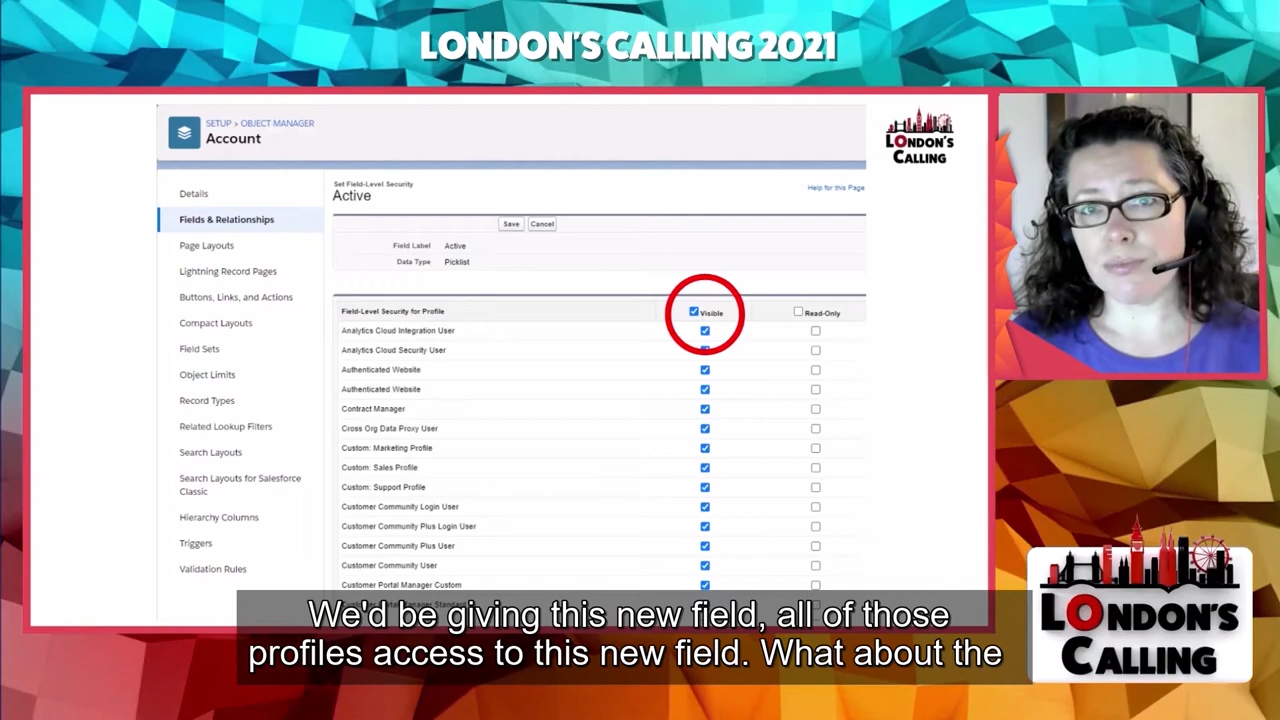 LONDON'S CALLING 2021
SETUP > OBJECT MANAGER
Account
LONDON'S
CALLING
Details
Fields & Relationships
Page Layouts
Lightning Record Pages
Buttons, Links, and Actions
Compact Layouts
Field Sets
Object Limits
Record Types
Related Lookup Filters
Search Layouts
Search Layouts for Salesforce
Classic
Hierarchy Columns
Triggers
Validation Rules
Set Field-Level Security
Active
Help for this Page
Save Cancel
Field Label Active
Data Type Picklist
Field-Level Security for Profile Visible Read-Only
Analytics Cloud Integration User
Analytics Cloud Security User
Authenticated Website
Authenticated Website
Contract Manager
Cross Org Data Proxy User
Custom: Marketing Profile
Custom: Sales Profile
Custom: Support Profile
Customer Community Login User
Customer Community Plus Login User
Customer Community Plus User
Customer Community User
Customer Portal Manager Custom
We'd be giving this new field, all of those
profiles access to this new field. What about the
LONDON'S
CALLING